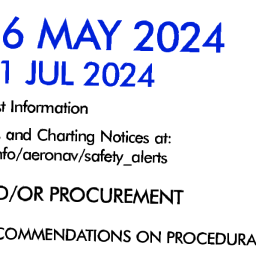 6 MAY 2024
1 JUL 2024
t Information
and Charting Notices at:
nfo/aeronav/safety_alerts
D/OR PROCUREMENT
COMMENDATIONS ON PROCEDURA